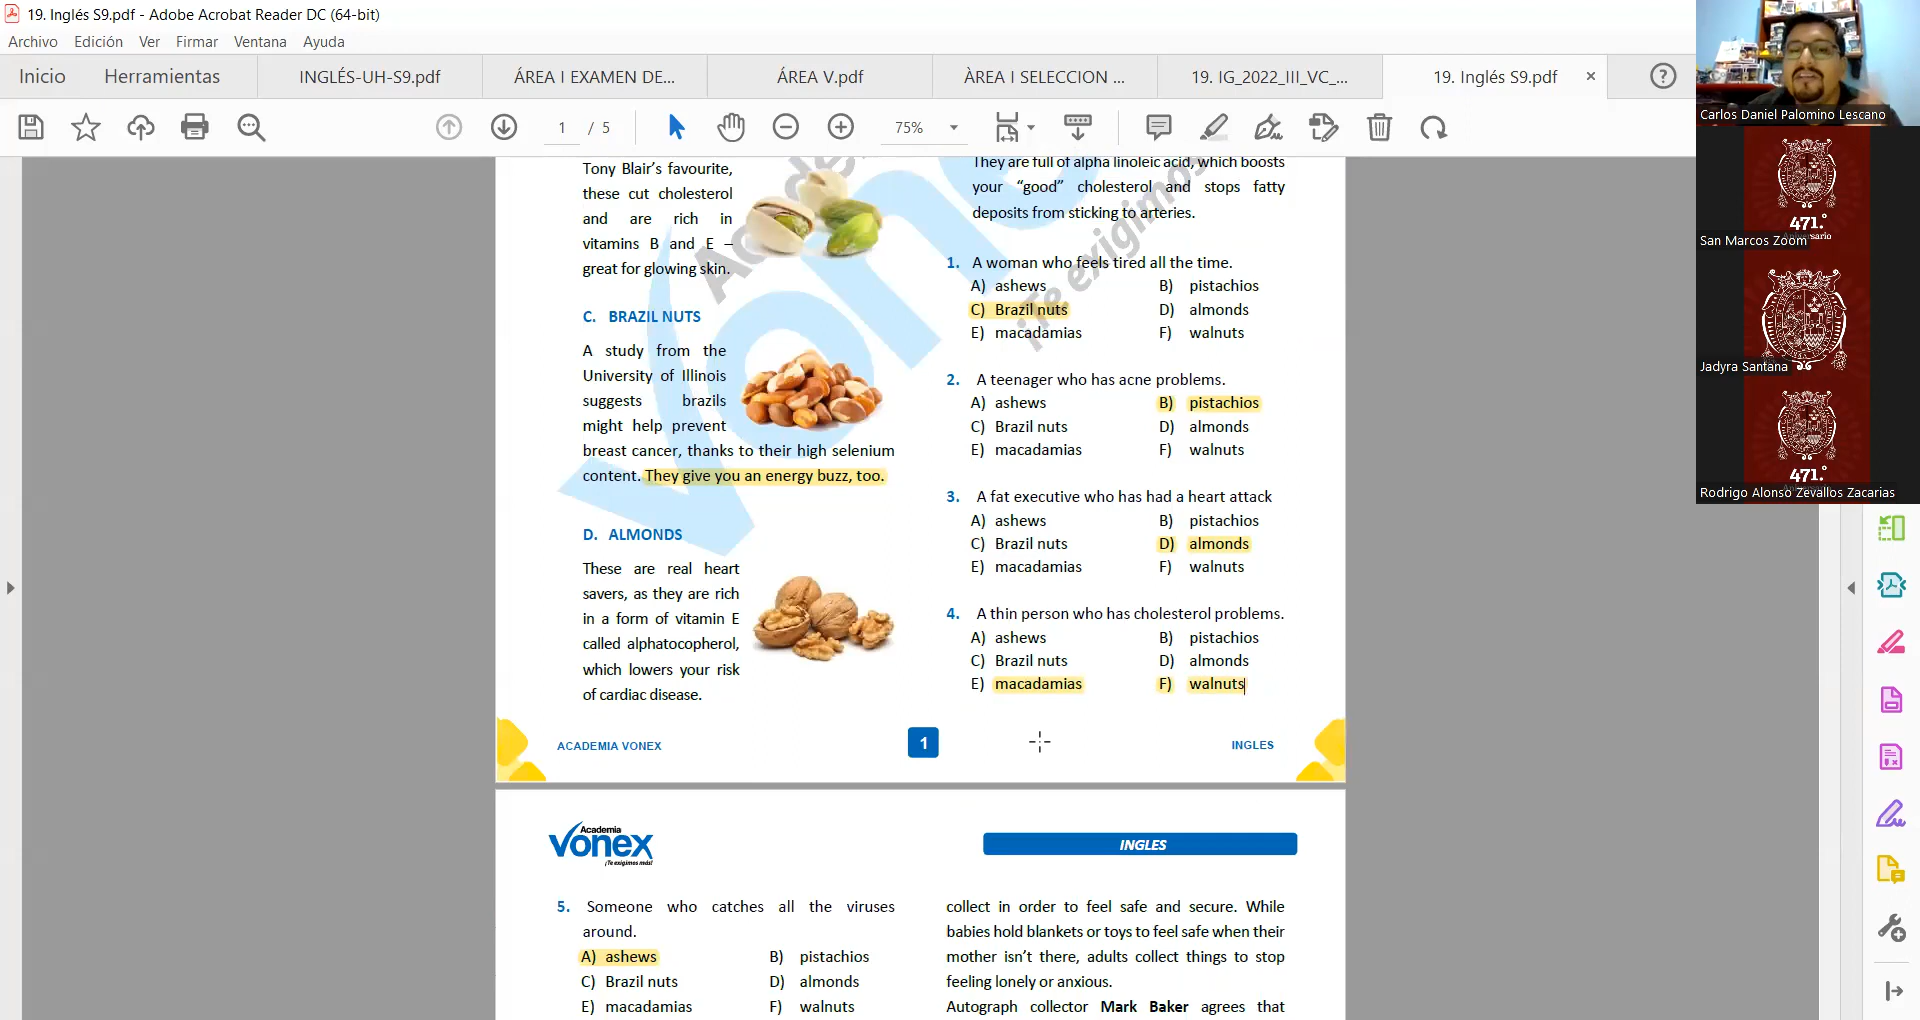 19. Inglés S9.pdf - Adobe Acrobat Reader DC (64-bit)
Archivo Edición Ver Firmar Ventana Ayuda
Inicio Herramientas INGLÉS-UH-S9.pdf ÁREA I EXAMEN DE... ÁREA V.pdf ÀREA I SELECCION ... 19. IG_2022_III_VC_... 19. Inglés S9.pdf ×
1 / 5 75%
Tony Blair's favourite,
these cut cholesterol
and are rich in
vitamins B and E –
great for glowing skin.
C. BRAZIL NUTS
A study from the
University of Illinois
suggests brazils
might help prevent
breast cancer, thanks to their high selenium
content. They give you an energy buzz, too.
D. ALMONDS
These are real heart
savers, as they are rich
in a form of vitamin E
called alphatocopherol,
which lowers your risk
of cardiac disease.
They are full of alpha linoleic acid, which boosts
your “good” cholesterol and stops fatty
deposits from sticking to arteries.
1. A woman who feels tired all the time.
A) ashews B) pistachios
C) Brazil nuts D) almonds
E) macadamias F) walnuts
2. A teenager who has acne problems.
A) ashews B) pistachios
C) Brazil nuts D) almonds
E) macadamias F) walnuts
3. A fat executive who has had a heart attack
A) ashews B) pistachios
C) Brazil nuts D) almonds
E) macadamias F) walnuts
4. A thin person who has cholesterol problems.
A) ashews B) pistachios
C) Brazil nuts D) almonds
E) macadamias F) walnuts
ACADEMIA VONEX 1 INGLES
Academia
vonex
¡Te exigimos más!
INGLES
5. Someone who catches all the viruses
around.
A) ashews B) pistachios
C) Brazil nuts D) almonds
E) macadamias F) walnuts
collect in order to feel safe and secure. While
babies hold blankets or toys to feel safe when their
mother isn't there, adults collect things to stop
feeling lonely or anxious.
Autograph collector Mark Baker agrees that
Carlos Daniel Palomino Lescano
471.°
San Marcos Zoom
Jadyra Santana
471.°
Rodrigo Alonso Zevallos Zacarias